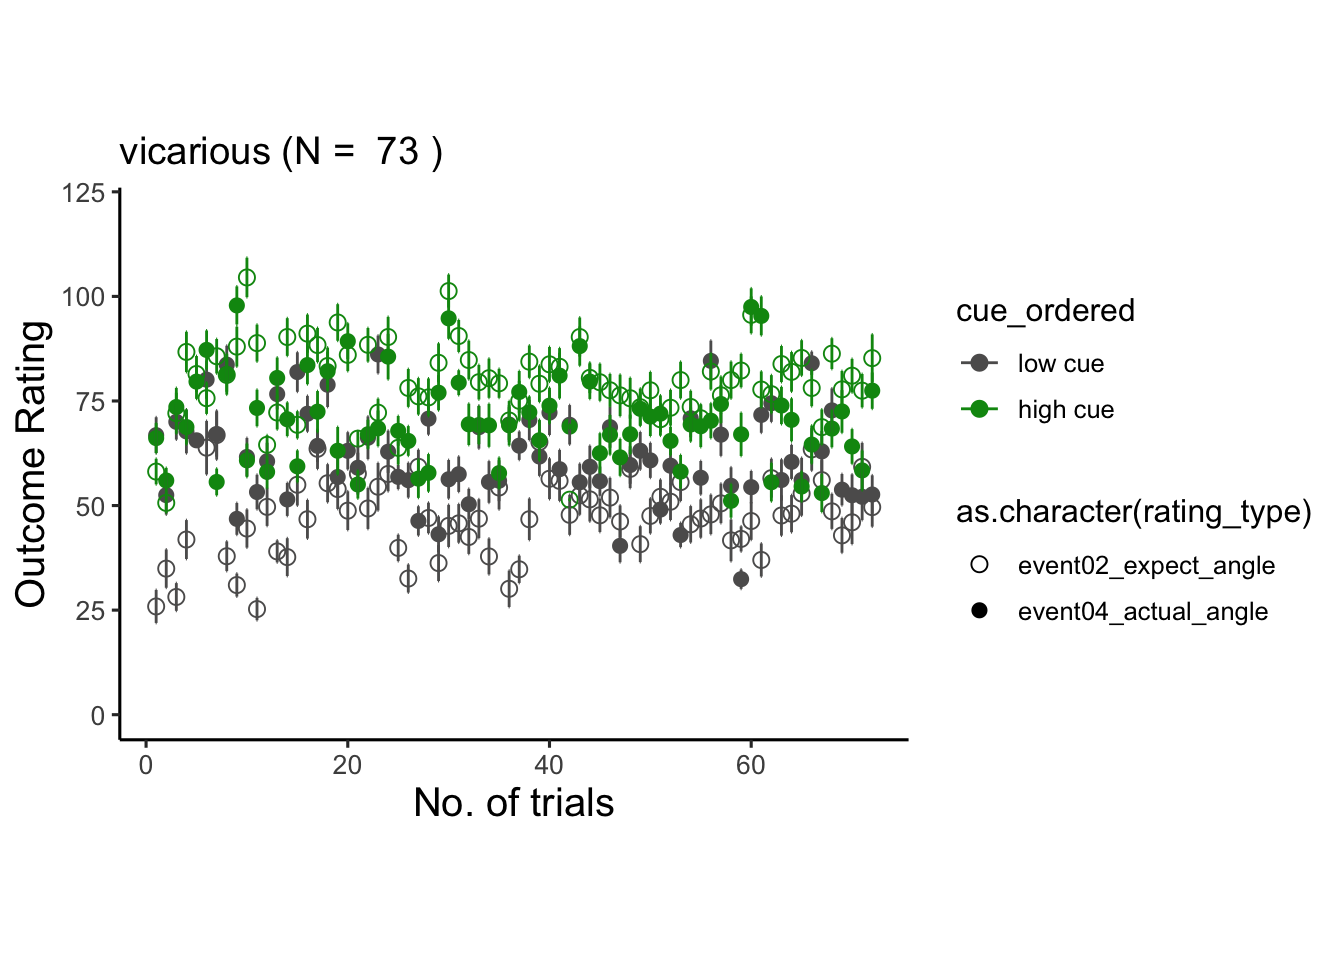 vicarious (N =  73 )
125
100
75
50
25
0
Outcome Rating
0 20 40 60
No. of trials
cue_ordered
low cue
high cue
as.character(rating_type)
event02_expect_angle
event04_actual_angle